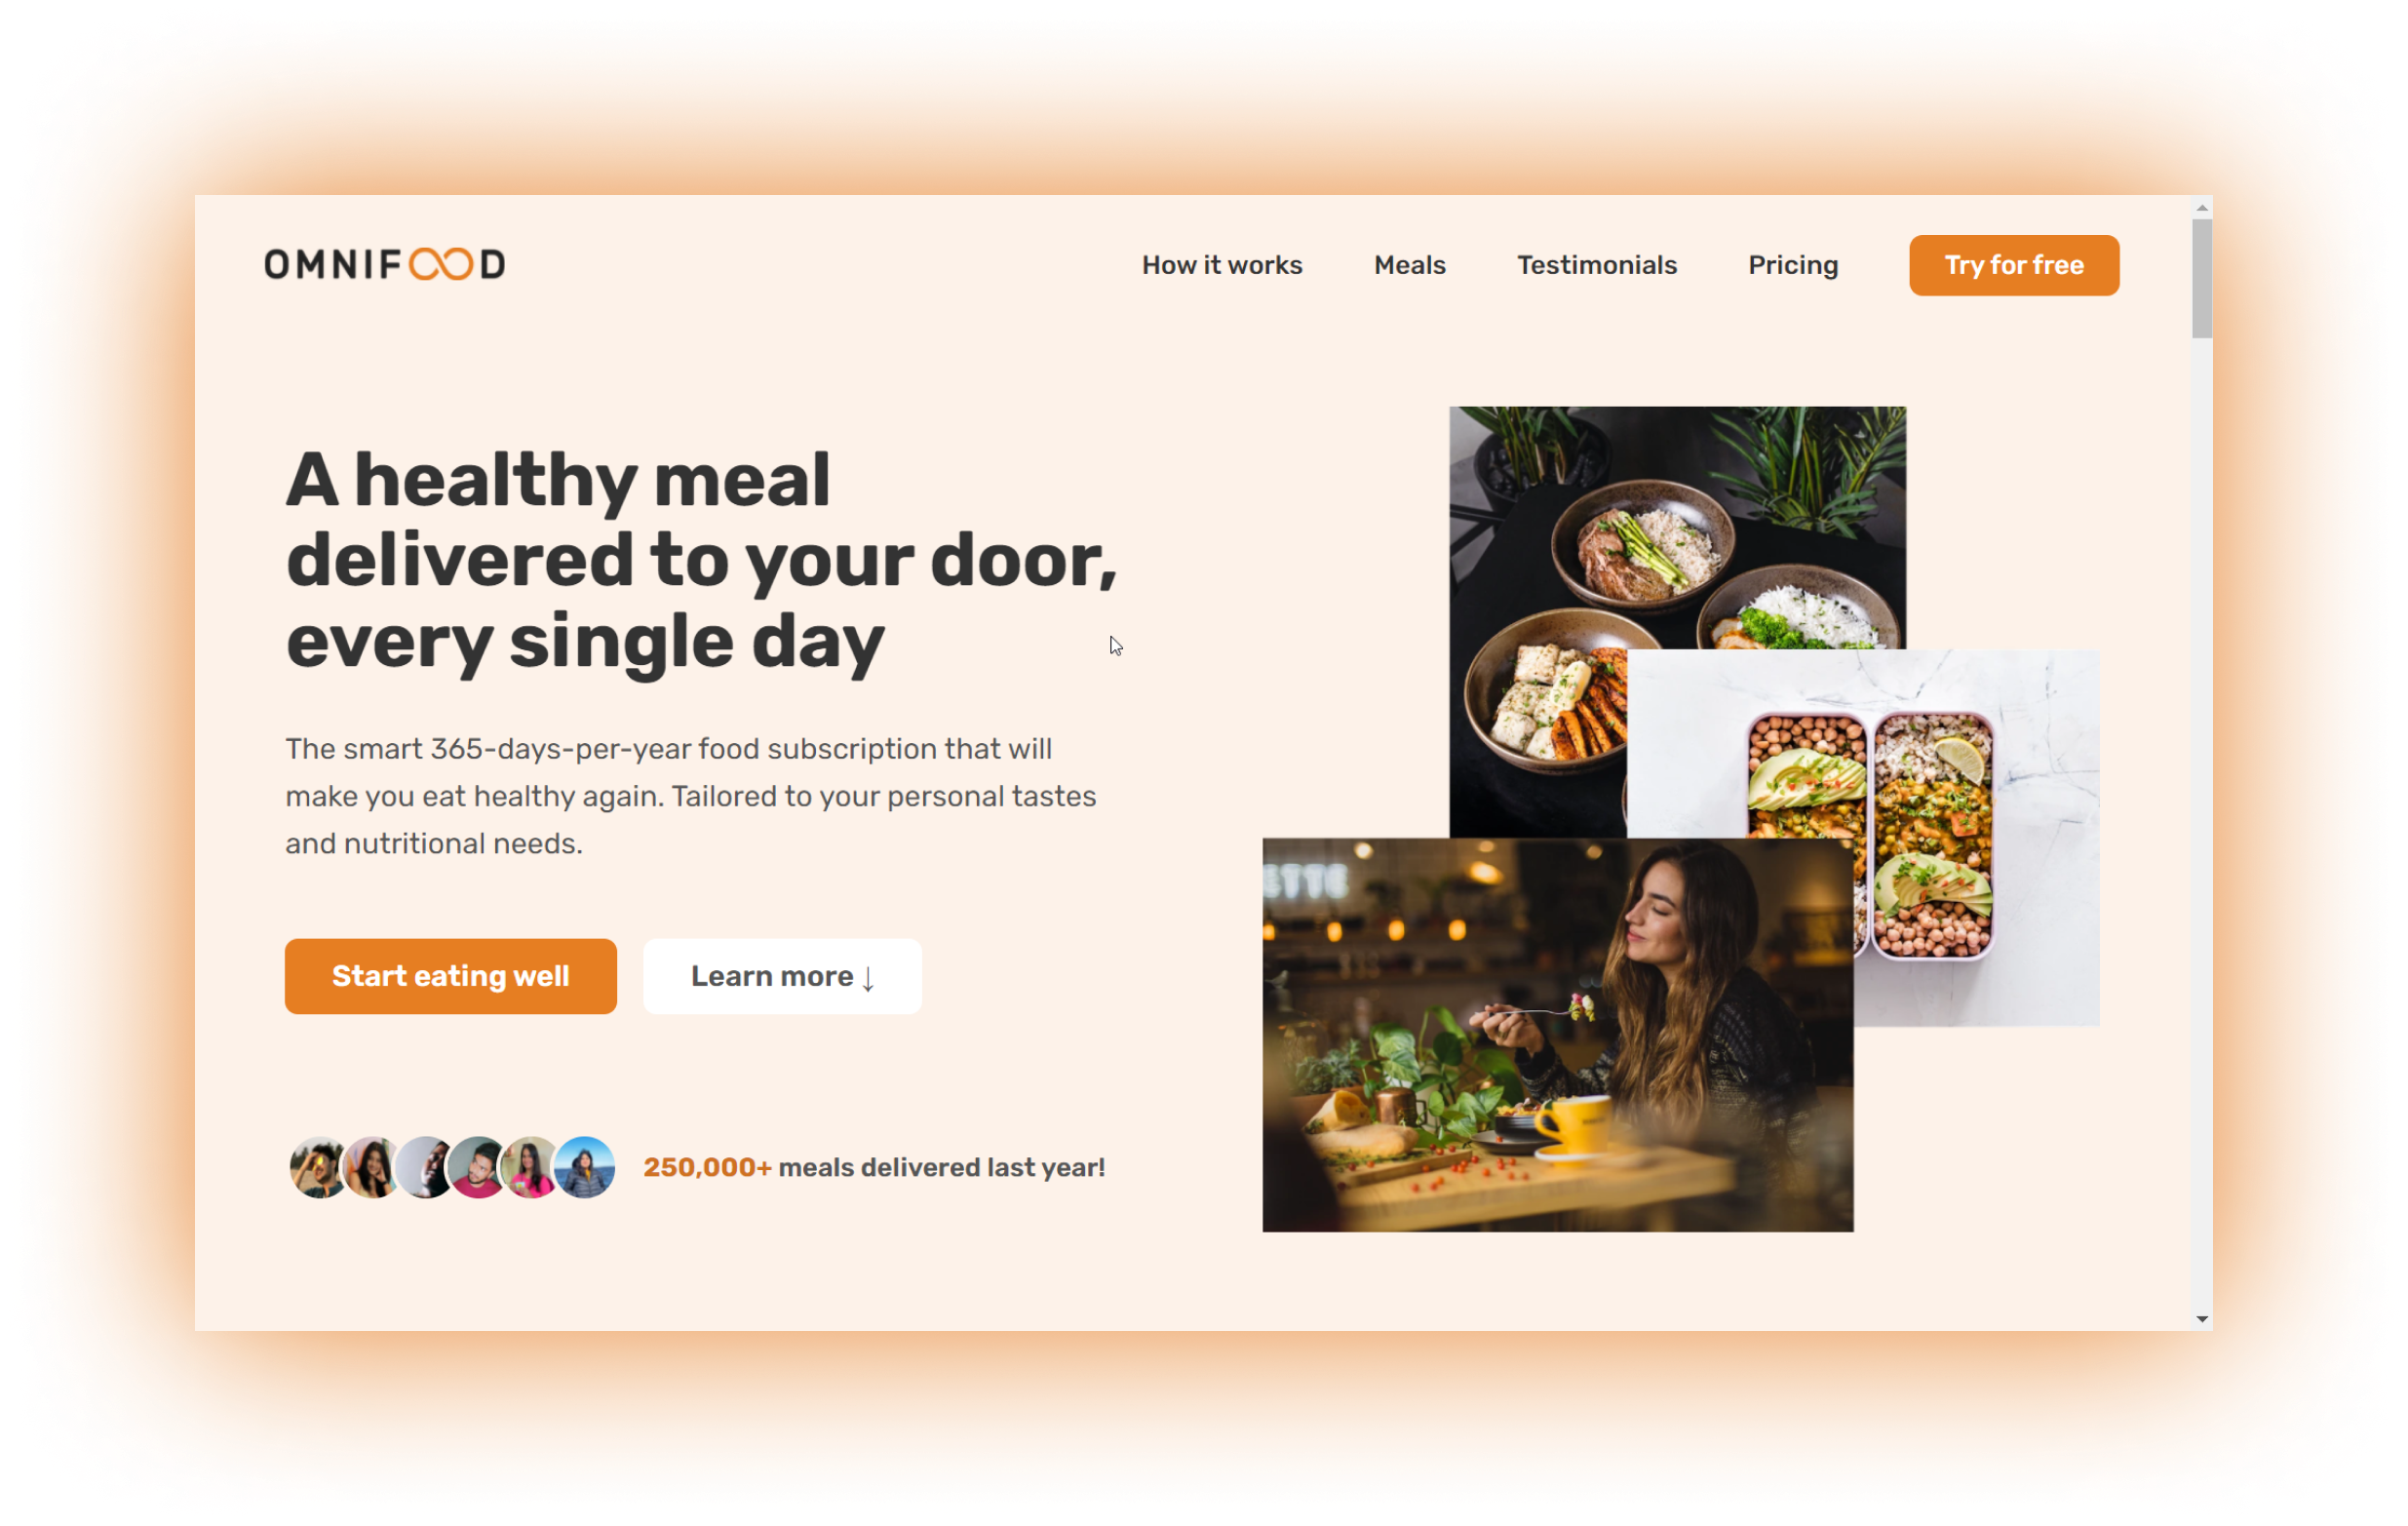 OMNIFOOD
How it works
Meals
Testimonials
Pricing
Try for free
A healthy meal
delivered to your door,
every single day
The smart 365-days-per-year food subscription that will
make you eat healthy again. Tailored to your personal tastes
and nutritional needs.
Start eating well
Learn more ↓
250,000+ meals delivered last year!
ETTE